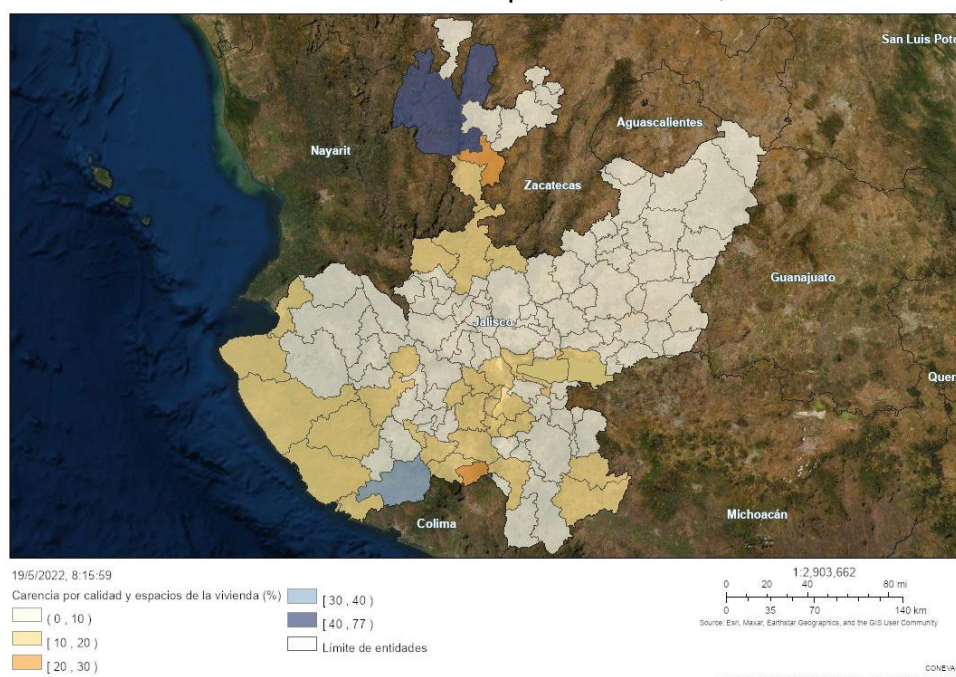 San Luis Poto
Aguascalientes
Nayarit
Zacatecas
Guanajuato
Jalisco
Quer
Michoacán
Colima
19/5/2022, 8:15:59
Carencia por calidad y espacios de la vivienda (%)
( 0 , 10 )
[ 10 , 20 )
[ 20 , 30 )
[ 30 , 40 )
[ 40 , 77 )
Límite de entidades
1:2,903,662
0 20 40 80 mi
0 35 70 140 km
Source: Esri, Maxar, Earthstar Geographics, and the GIS User Community
CONEVA